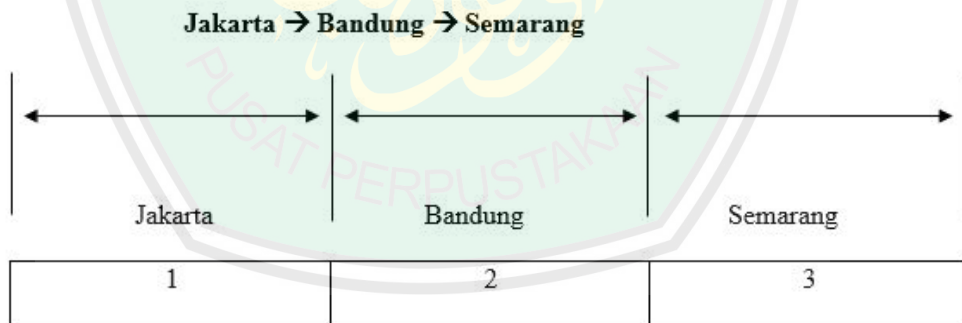 Jakarta → Bandung → Semarang
PUSAT PERPUSTAKAAN
Jakarta Bandung Semarang
1 2 3